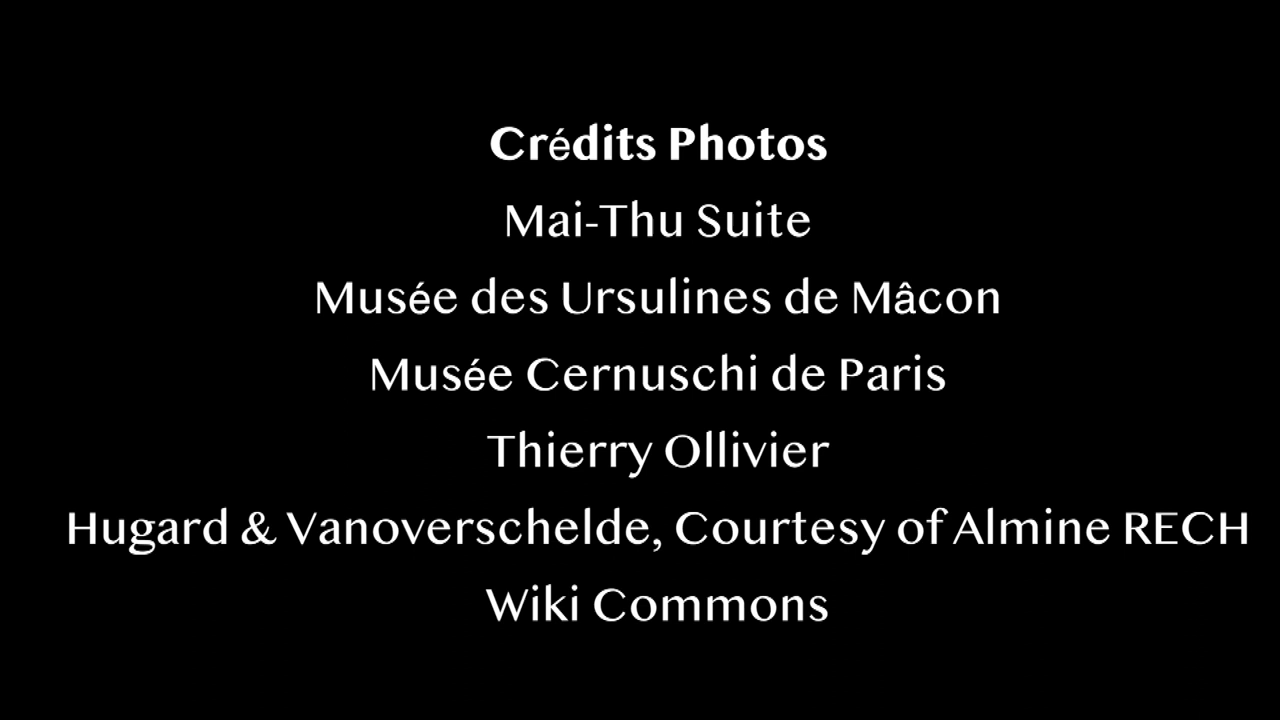 Crédits Photos
Mai-Thu Suite
Musée des Ursulines de Mâcon
Musée Cernuschi de Paris
Thierry Ollivier
Hugard & Vanoverschelde, Courtesy of Almine RECH
Wiki Commons